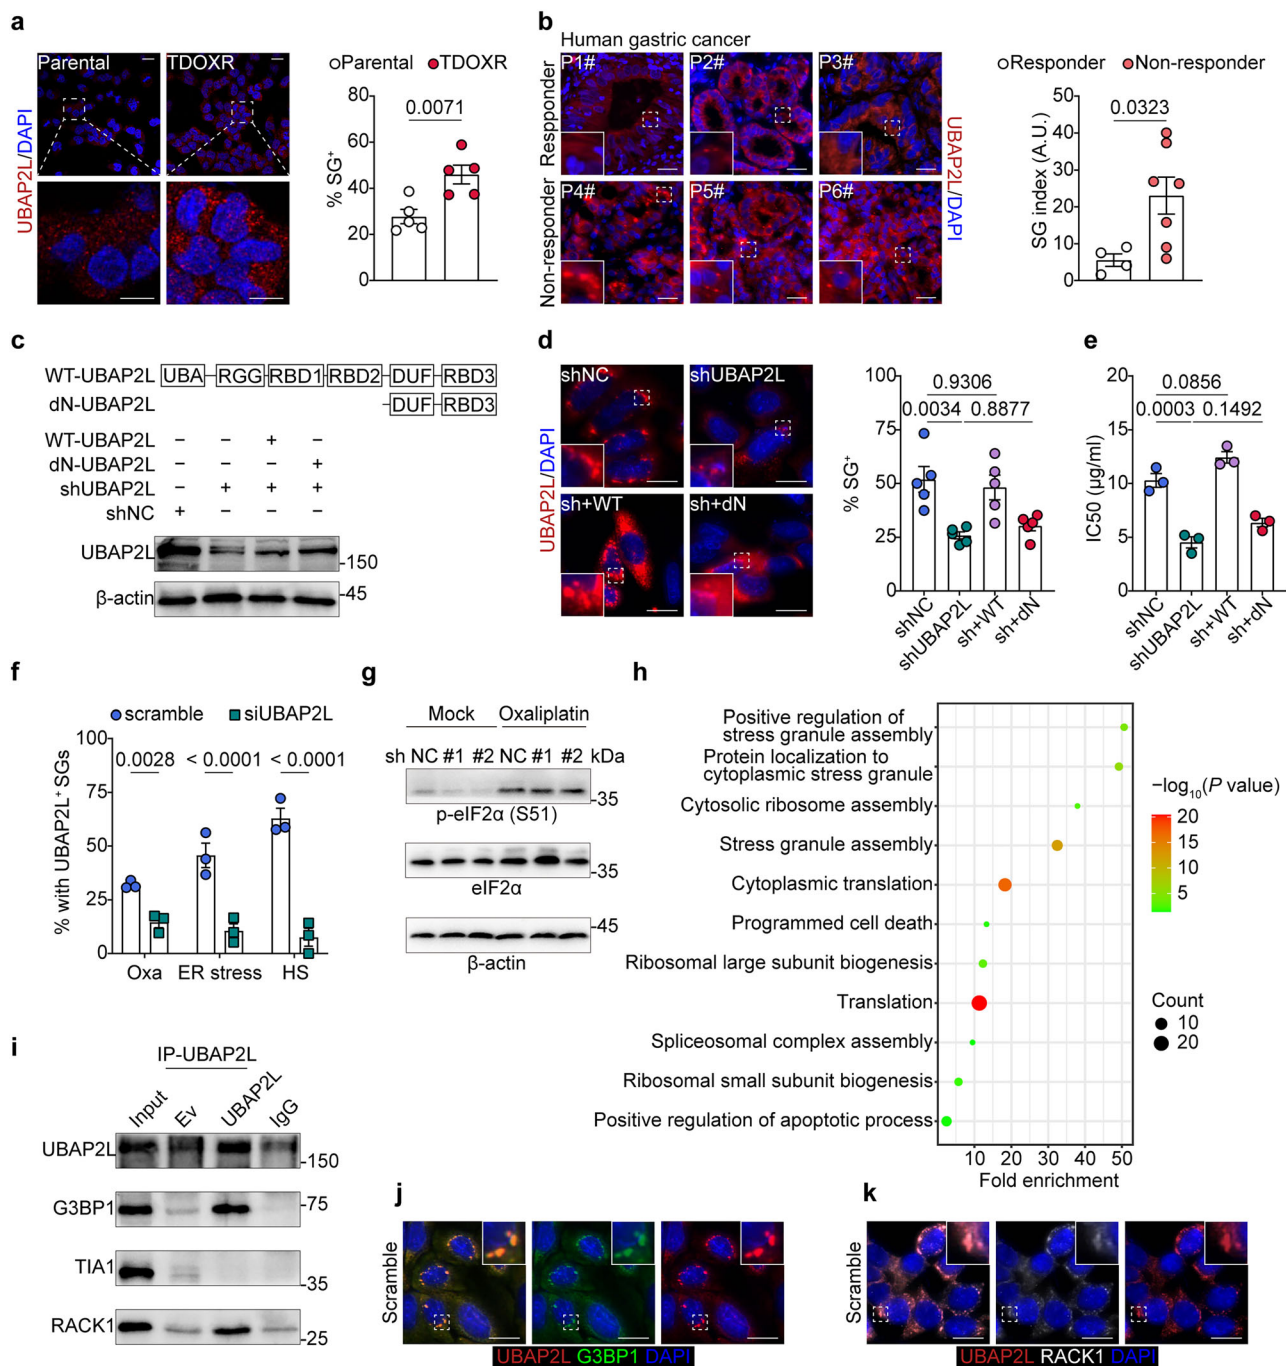 a
Parental
TDOXR
UBAP2L/DAPI
Parental TDOXR
0.0071
% SG⁺
80
60
40
20
0
b
Human gastric cancer
P1# P2# P3#
Respponder
P4# P5# P6#
Non-responder
UBAP2L/DAPI
Responder Non-responder
0.0323
SG index (A.U.)
50
40
30
20
10
0
c
WT-UBAP2L UBA RGG RBD1 RBD2 DUF RBD3
dN-UBAP2L DUF RBD3
WT-UBAP2L − − + −
dN-UBAP2L − − − +
shUBAP2L − + + +
shNC + − − −
UBAP2L -150
β-actin -45
d
shNC shUBAP2L
sh+WT sh+dN
UBAP2L/DAPI
0.9306
0.0034 0.8877
% SG⁺
100
75
50
25
0
shNC shUBAP2L sh+WT sh+dN
e
0.0856
0.0003 0.1492
IC50 (μg/ml)
20
15
10
5
0
shNC shUBAP2L sh+WT sh+dN
f
scramble siUBAP2L
0.0028 < 0.0001 < 0.0001
% with UBAP2L⁺ SGs
100
75
50
25
0
Oxa ER stress HS
g
Mock Oxaliplatin
sh NC #1 #2 NC #1 #2 kDa
-35
p-eIF2α (S51)
-35
eIF2α
-45
β-actin
h
Positive regulation of
stress granule assembly
Protein localization to
cytoplasmic stress granule
Cytosolic ribosome assembly
Stress granule assembly
Cytoplasmic translation
Programmed cell death
Ribosomal large subunit biogenesis
Translation
Spliceosomal complex assembly
Ribosomal small subunit biogenesis
Positive regulation of apoptotic process
10 20 30 40 50
Fold enrichment
−log₁₀(P value)
20
15
10
5
Count
10
20
i
IP-UBAP2L
Input Ev UBAP2L IgG
UBAP2L -150
G3BP1 -75
TIA1 -35
RACK1 -25
j
Scramble
UBAP2L G3BP1 DAPI
k
Scramble
UBAP2L RACK1 DAPI